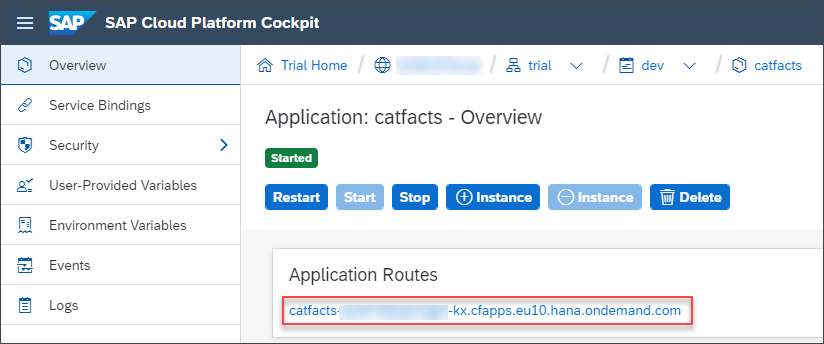 SAP SAP Cloud Platform Cockpit
Overview
Service Bindings
Security
User-Provided Variables
Environment Variables
Events
Logs
Trial Home / / trial / dev / catfacts
Application: catfacts - Overview
Started
Restart Start Stop Instance Instance Delete
Application Routes
catfacts- -kx.cfapps.eu10.hana.ondemand.com